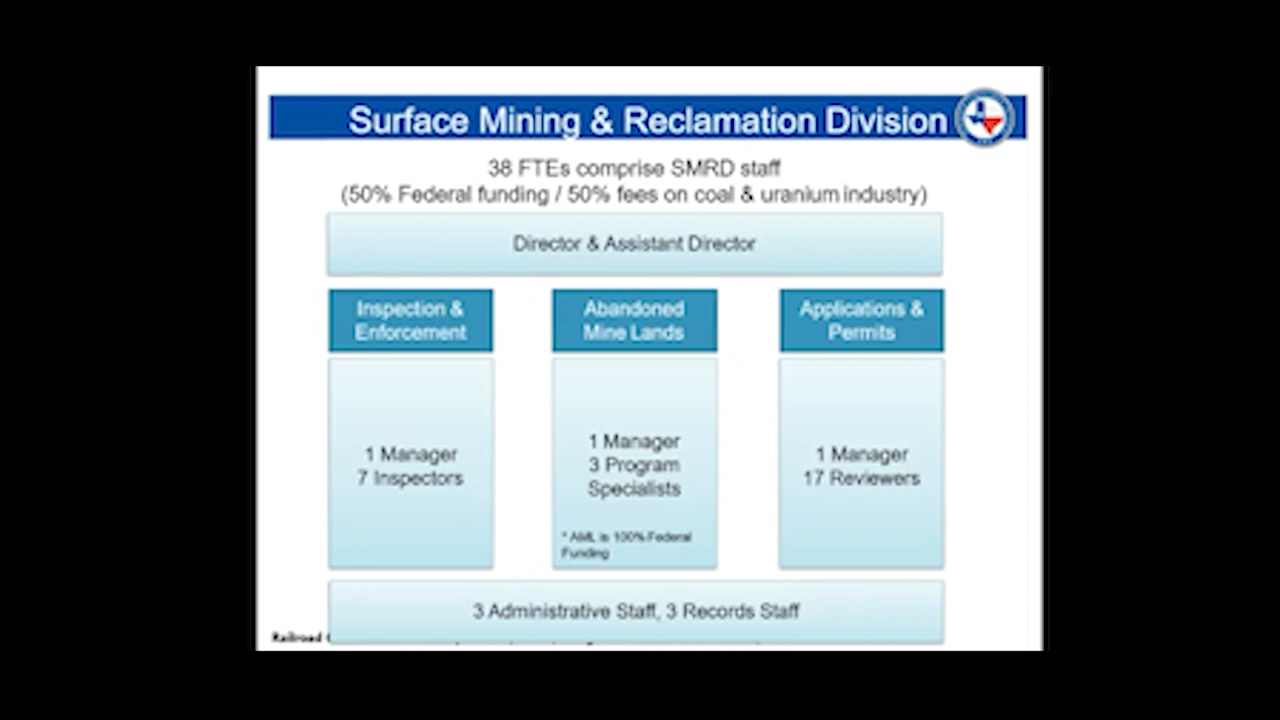 Surface Mining & Reclamation Division
38 FTEs comprise SMRD staff
(50% Federal funding / 50% fees on coal & uranium industry)
Director & Assistant Director
Inspection &
Enforcement
1 Manager
7 Inspectors
Abandoned
Mine Lands
1 Manager
3 Program
Specialists
* AML is 100% Federal
Funding
Applications &
Permits
1 Manager
17 Reviewers
3 Administrative Staff, 3 Records Staff
Railroad